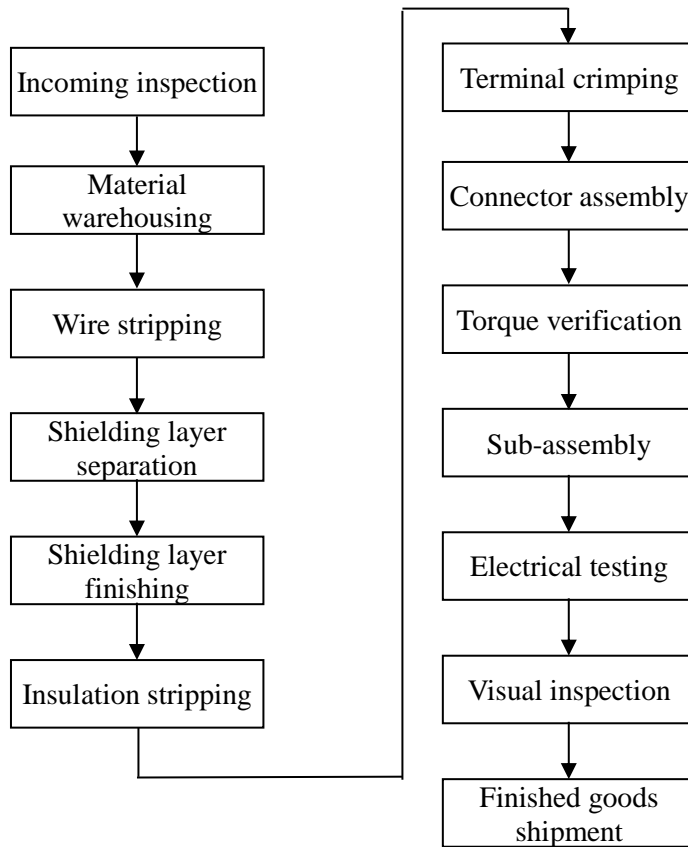 Incoming inspection
Material
warehousing
Wire stripping
Shielding layer
separation
Shielding layer
finishing
Insulation stripping
Terminal crimping
Connector assembly
Torque verification
Sub-assembly
Electrical testing
Visual inspection
Finished goods
shipment